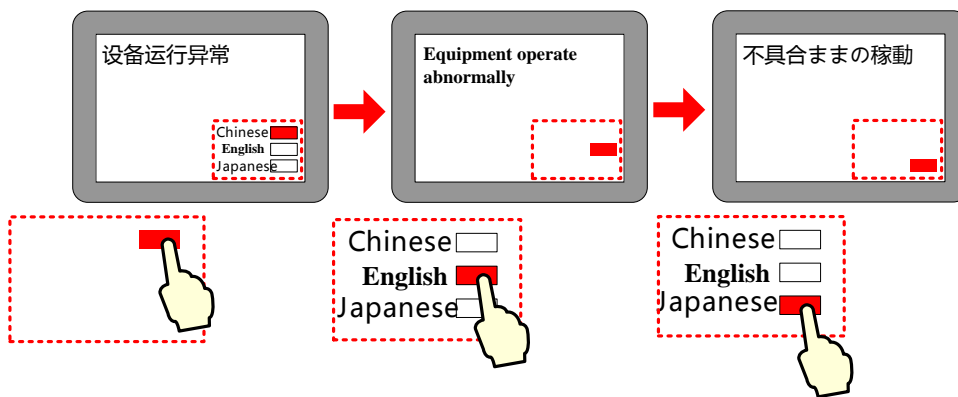 设备运行异常
Chinese
English
Japanese
Equipment operate
abnormally
不具合ままの稼動
Chinese
English
Japanese
Chinese
English
Japanese